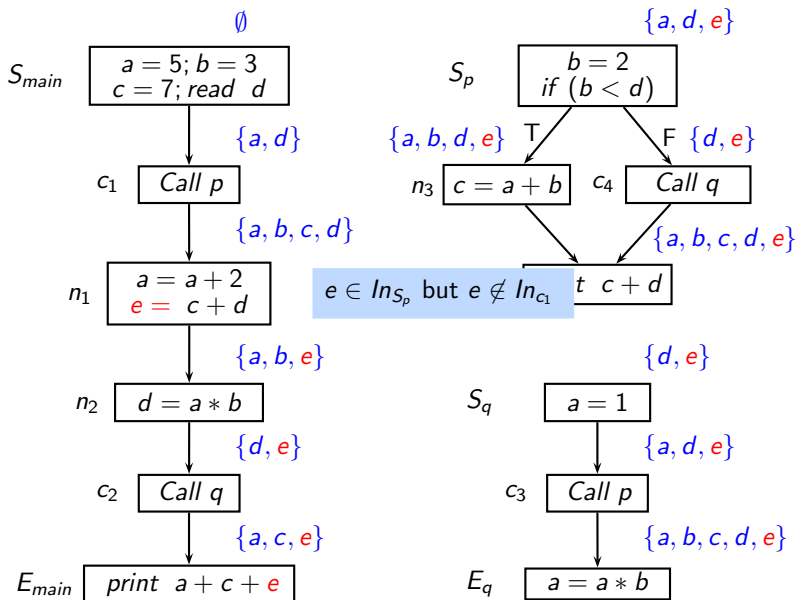 ∅
S_main
a = 5; b = 3
c = 7; read d
{a, d}
c_1
Call p
{a, b, c, d}
n_1
a = a + 2
e = c + d
{a, b, e}
n_2
d = a * b
{d, e}
c_2
Call q
{a, c, e}
E_main
print a + c + e
{a, d, e}
S_p
b = 2
if (b < d)
{a, b, d, e}
T
F
{d, e}
n_3
c = a + b
c_4
Call q
{a, b, c, d, e}
e ∈ In_{S_p} but e ∉ In_{c_1}
t c + d
{d, e}
S_q
a = 1
{a, d, e}
c_3
Call p
{a, b, c, d, e}
E_q
a = a * b